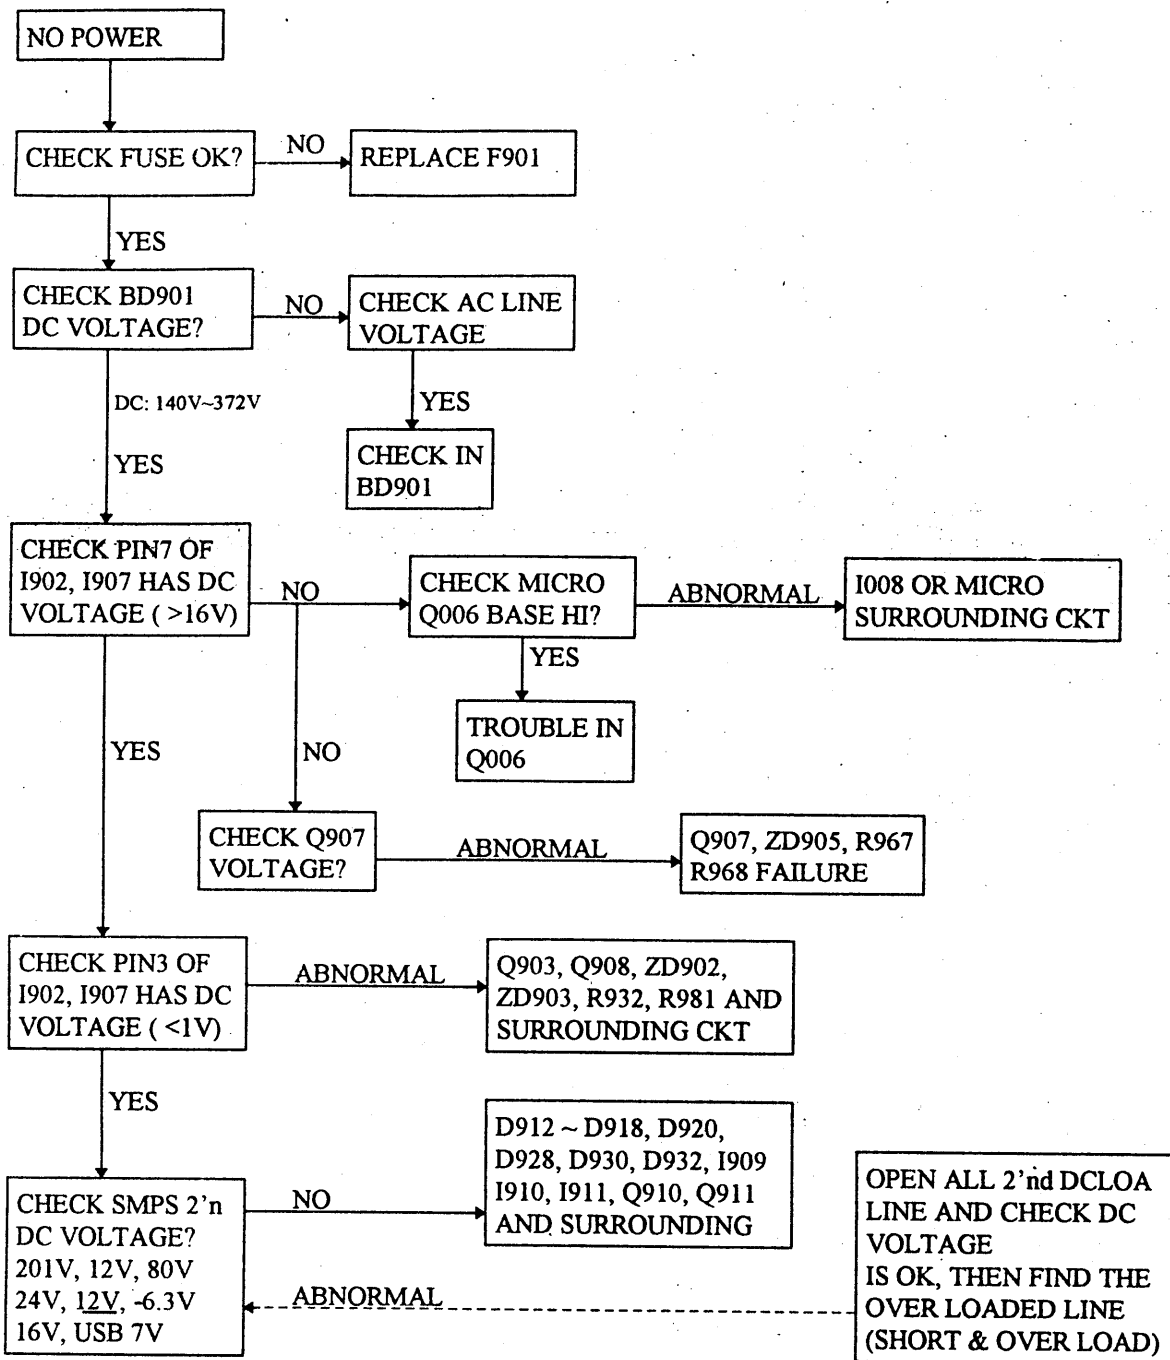 NO POWER
CHECK FUSE OK?
NO
REPLACE F901
YES
CHECK BD901
DC VOLTAGE?
NO
CHECK AC LINE
VOLTAGE
DC: 140V~372V
YES
YES
CHECK IN
BD901
CHECK PIN7 OF
I902, I907 HAS DC
VOLTAGE ( >16V)
NO
CHECK MICRO
Q006 BASE HI?
ABNORMAL
I008 OR MICRO
SURROUNDING CKT
YES
TROUBLE IN
Q006
YES
NO
CHECK Q907
VOLTAGE?
ABNORMAL
Q907, ZD905, R967
R968 FAILURE
CHECK PIN3 OF
I902, I907 HAS DC
VOLTAGE ( <1V)
ABNORMAL
Q903, Q908, ZD902,
ZD903, R932, R981 AND
SURROUNDING CKT
YES
CHECK SMPS 2'n
DC VOLTAGE?
201V, 12V, 80V
24V, 12V, -6.3V
16V, USB 7V
NO
D912 ~ D918, D920,
D928, D930, D932, I909
I910, I911, Q910, Q911
AND SURROUNDING
ABNORMAL
OPEN ALL 2'nd DCLOA
LINE AND CHECK DC
VOLTAGE
IS OK, THEN FIND THE
OVER LOADED LINE
(SHORT & OVER LOAD)